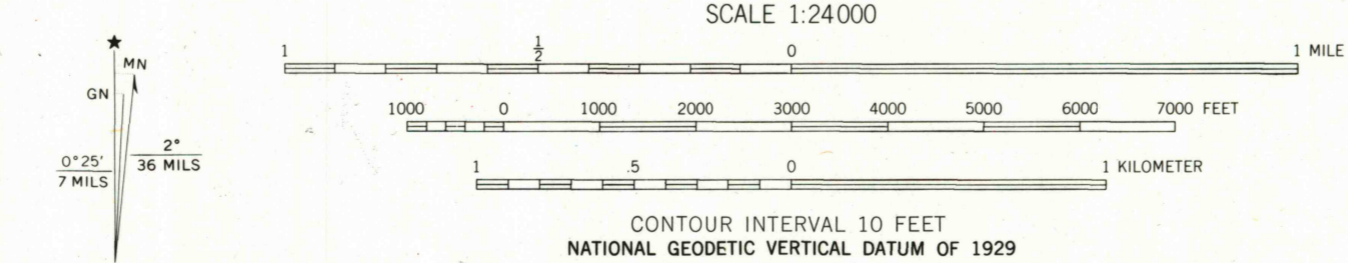 SCALE 1:24000
★
MN
GN
0°25′
7 MILS
2°
36 MILS
1 ½ 0 1 MILE
1000 0 1000 2000 3000 4000 5000 6000 7000 FEET
1 .5 0 1 KILOMETER
CONTOUR INTERVAL 10 FEET
NATIONAL GEODETIC VERTICAL DATUM OF 1929